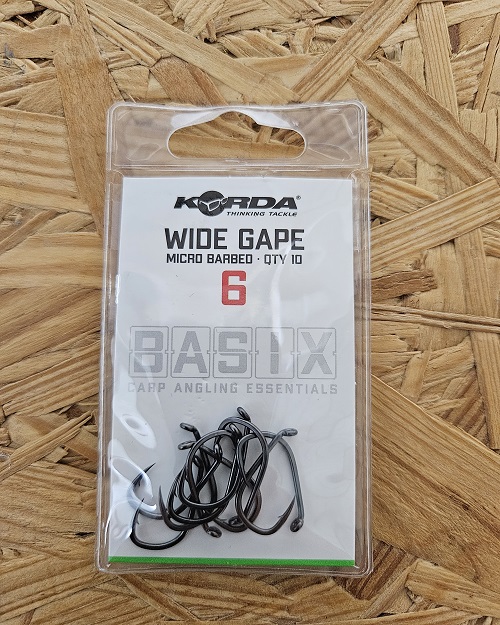 KORDA®
THINKING TACKLE
WIDE GAPE
MICRO BARBED · QTY 10
6
BASIX
CARP ANGLING ESSENTIALS